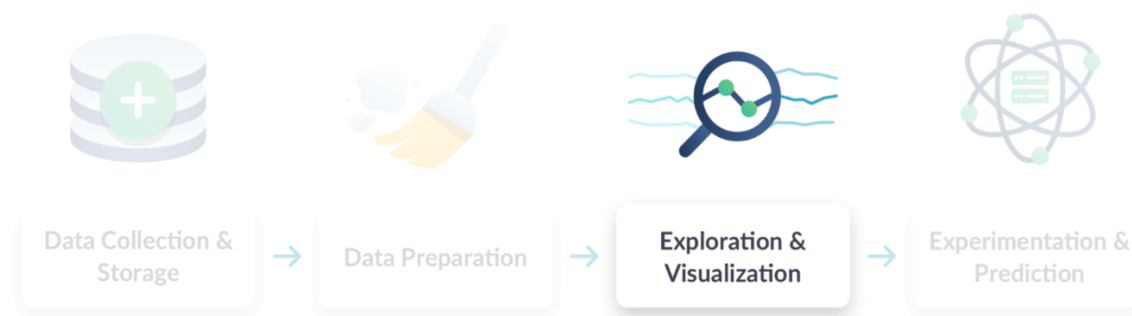 Data Collection &
Storage
Data Preparation
Exploration &
Visualization
Experimentation &
Prediction